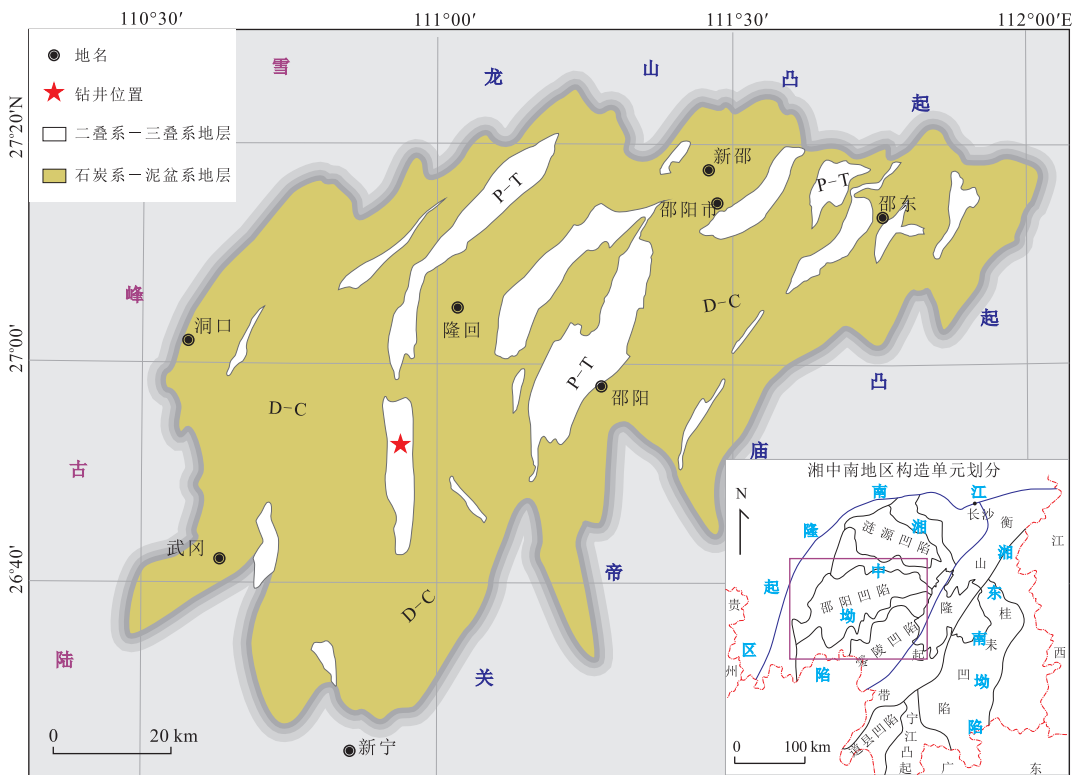 110°30′
111°00′
111°30′
112°00′E
27°20′N
27°00′
26°40′
地名
钻井位置
二叠系－三叠系地层
石炭系－泥盆系地层
雪
峰
古
陆
龙
山
凸
起
关
帝
庙
凸
起
新邵
邵阳市
邵东
洞口
隆回
邵阳
武冈
新宁
P-T
P-T
P-T
D-C
D-C
D-C
0
20 km
湘中南地区构造单元划分
N
江
南
隆
起
区
湘
中
坳
陷
湘
东
南
坳
陷
长沙
涟源凹陷
邵阳凹陷
零陵凹陷
衡
山
隆
起
带
桂
耒
凹
陷
道县凹陷
宁
江
凸
起
贵
州
江
西
广
东
0
100 km